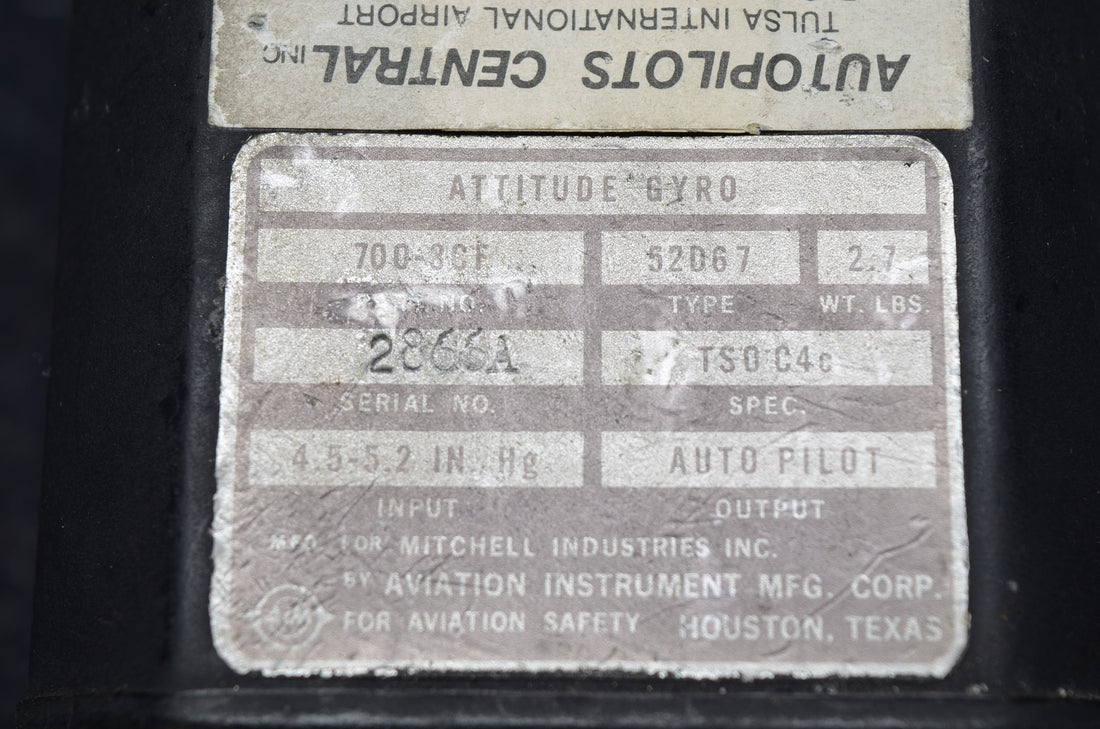 AUTOPILOTS CENTRAL INC
TULSA INTERNATIONAL AIRPORT
ATTITUDE GYRO
700-3CF 52D67 2.7
PART NO. TYPE WT. LBS.
2866A TSO C4c
SERIAL NO. SPEC.
4.5-5.2 IN. Hg AUTO PILOT
INPUT OUTPUT
MFG. FOR MITCHELL INDUSTRIES INC.
BY AVIATION INSTRUMENT MFG. CORP.
FOR AVIATION SAFETY HOUSTON, TEXAS